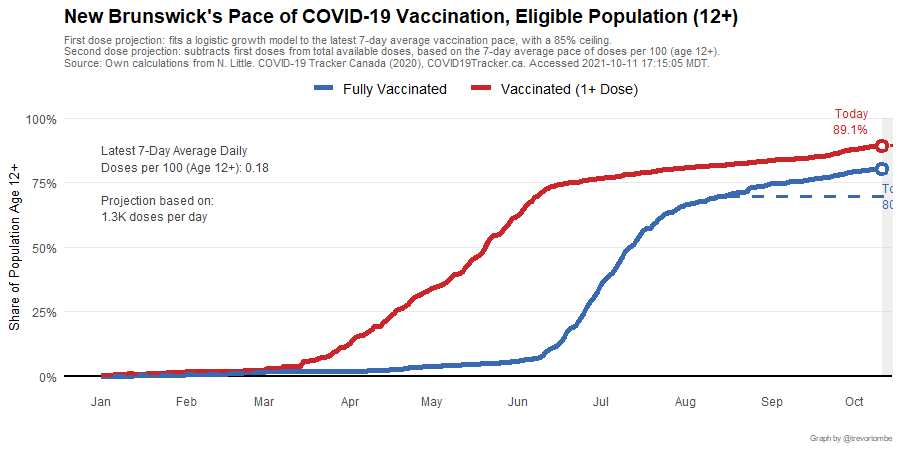 New Brunswick's Pace of COVID-19 Vaccination, Eligible Population (12+)
First dose projection: fits a logistic growth model to the latest 7-day average vaccination pace, with a 85% ceiling.
Second dose projection: subtracts first doses from total available doses, based on the 7-day average pace of doses per 100 (age 12+).
Source: Own calculations from N. Little. COVID-19 Tracker Canada (2020), COVID19Tracker.ca. Accessed 2021-10-11 17:15:05 MDT.
Fully Vaccinated
Vaccinated (1+ Dose)
Today
89.1%
Latest 7-Day Average Daily
Doses per 100 (Age 12+): 0.18
Projection based on:
1.3K doses per day
To
80
Share of Population Age 12+
100%
75%
50%
25%
0%
Jan Feb Mar Apr May Jun Jul Aug Sep Oct
Graph by @trevortombe